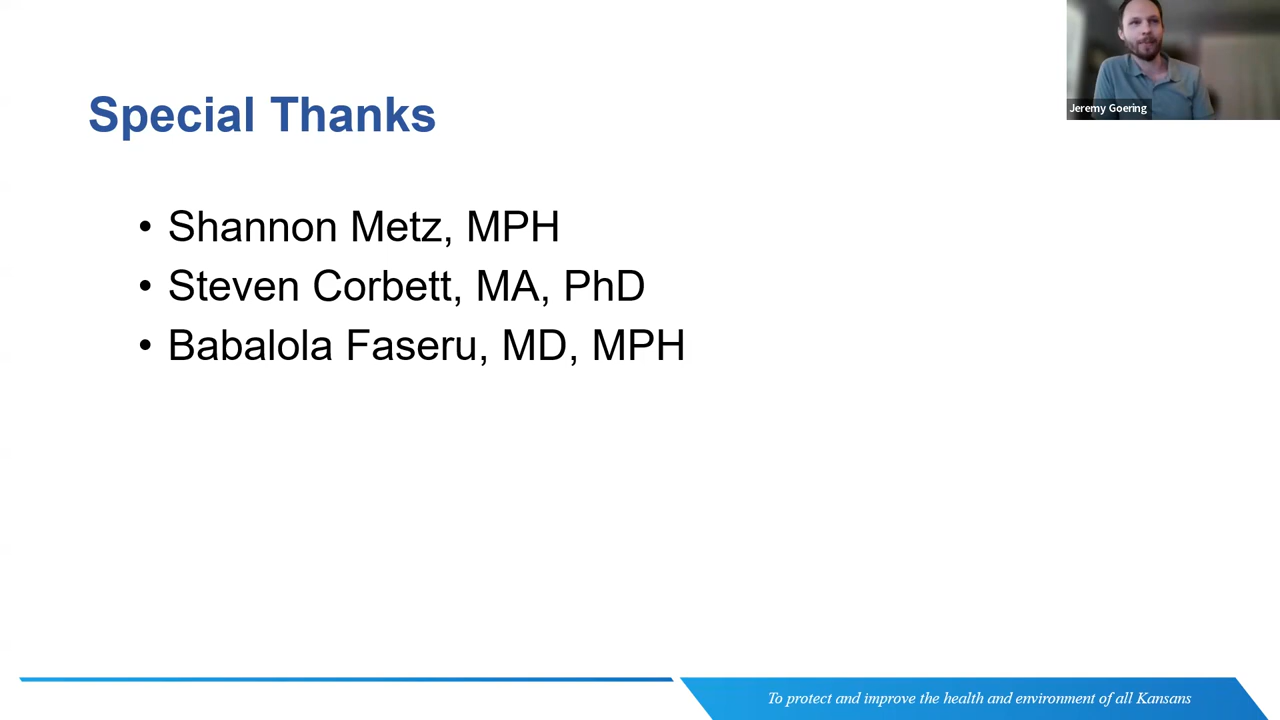 Jeremy Goering
Special Thanks
• Shannon Metz, MPH
• Steven Corbett, MA, PhD
• Babalola Faseru, MD, MPH
To protect and improve the health and environment of all Kansans